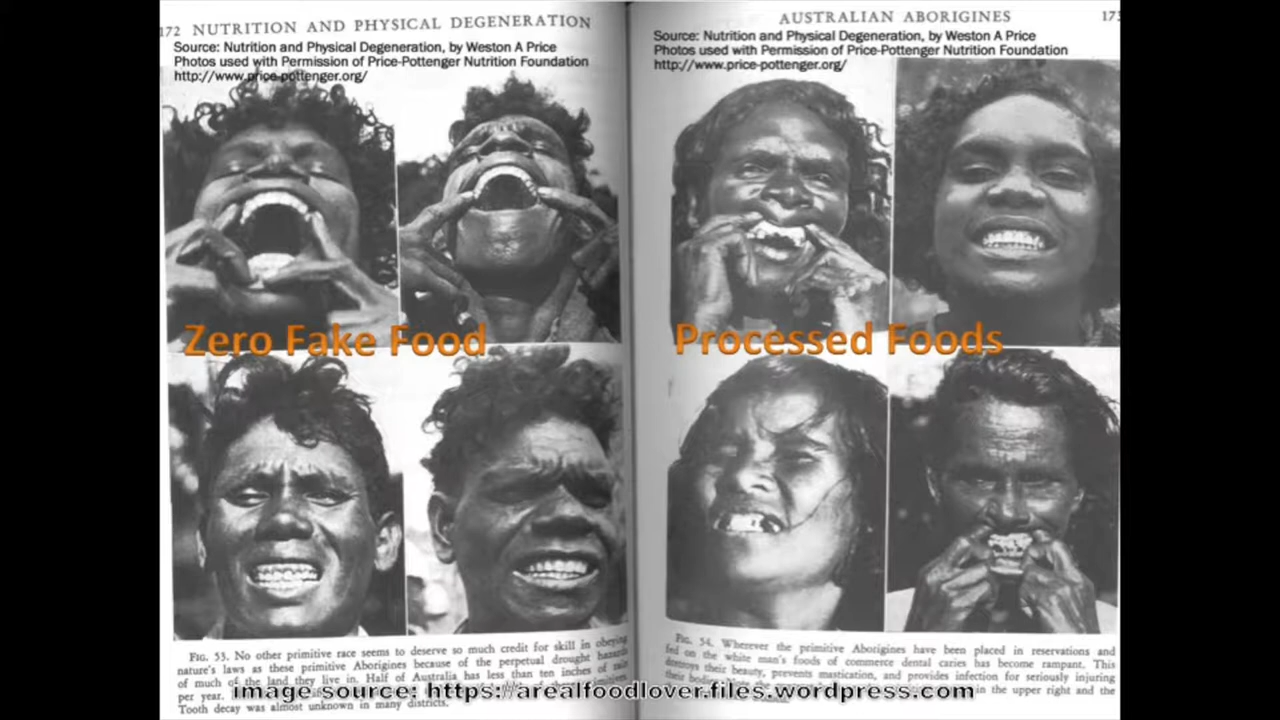 172 NUTRITION AND PHYSICAL DEGENERATION
Source: Nutrition and Physical Degeneration, by Weston A Price
Photos used with Permission of Price-Pottenger Nutrition Foundation
http://www.price-pottenger.org/
Zero Fake Food
FIG. 53. No other primitive race seems to deserve so much credit for skill in obeying
nature's laws as these primitive Aborigines because of the perpetual drought hazards
of much of the land they live in. Half of Australia has less than ten inches of rain
per year.
Tooth decay was almost unknown in many districts.
AUSTRALIAN ABORIGINES 173
Source: Nutrition and Physical Degeneration, by Weston A Price
Photos used with Permission of Price-Pottenger Nutrition Foundation
http://www.price-pottenger.org/
Processed Foods
FIG. 54. Wherever the primitive Aborigines have been placed in reservations and
fed on the white man's foods of commerce dental caries has become rampant. This
destroys their beauty, prevents mastication, and provides infection for seriously injuring
their bodies. in the upper right and the
image source: https://arealfoodlover.files.wordpress.com